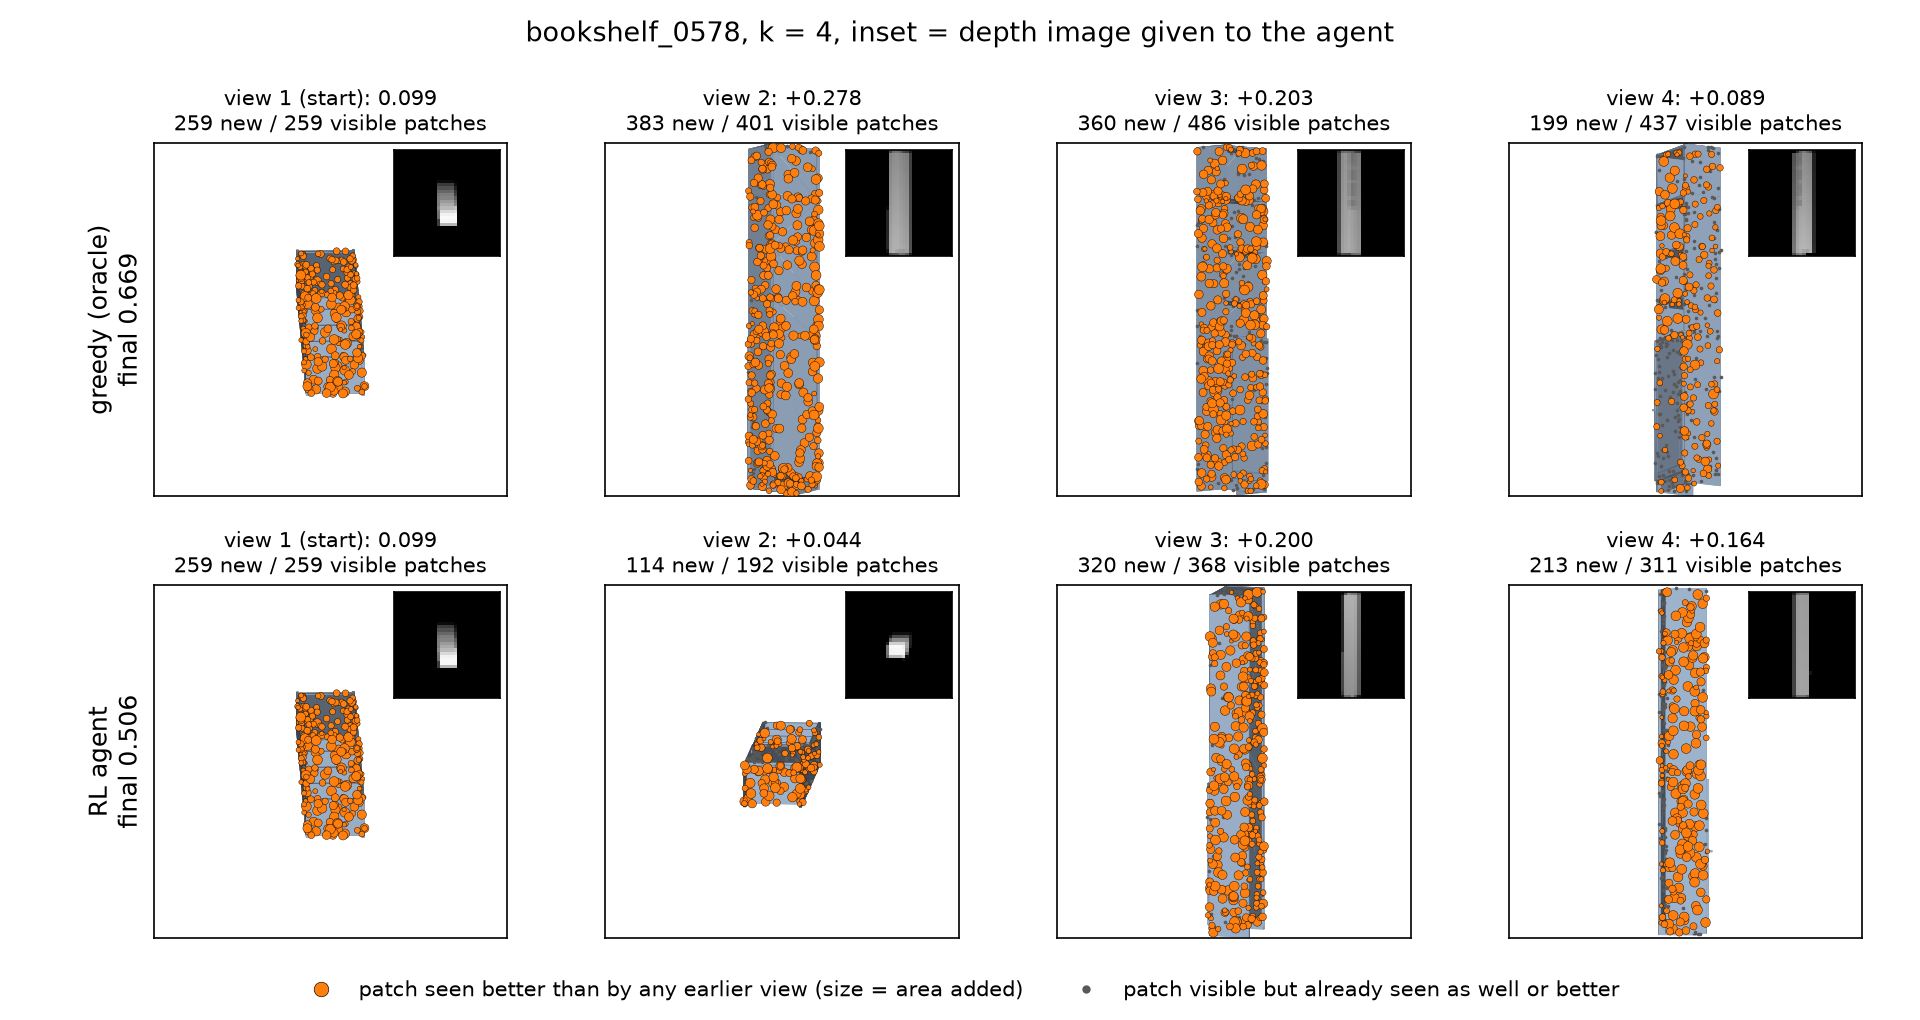 bookshelf_0578, k = 4, inset = depth image given to the agent
greedy (oracle)
final 0.669
view 1 (start): 0.099
259 new / 259 visible patches
view 2: +0.278
383 new / 401 visible patches
view 3: +0.203
360 new / 486 visible patches
view 4: +0.089
199 new / 437 visible patches
RL agent
final 0.506
view 1 (start): 0.099
259 new / 259 visible patches
view 2: +0.044
114 new / 192 visible patches
view 3: +0.200
320 new / 368 visible patches
view 4: +0.164
213 new / 311 visible patches
patch seen better than by any earlier view (size = area added)
patch visible but already seen as well or better